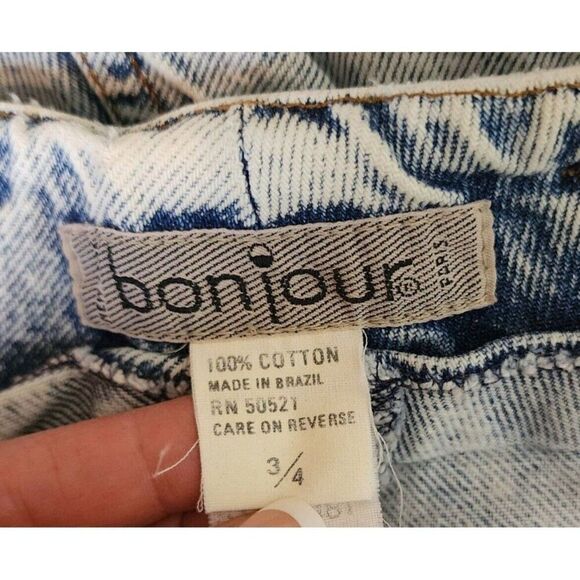 bonjour® PARIS
100% COTTON
MADE IN BRAZIL
RN 50521
CARE ON REVERSE
3/4